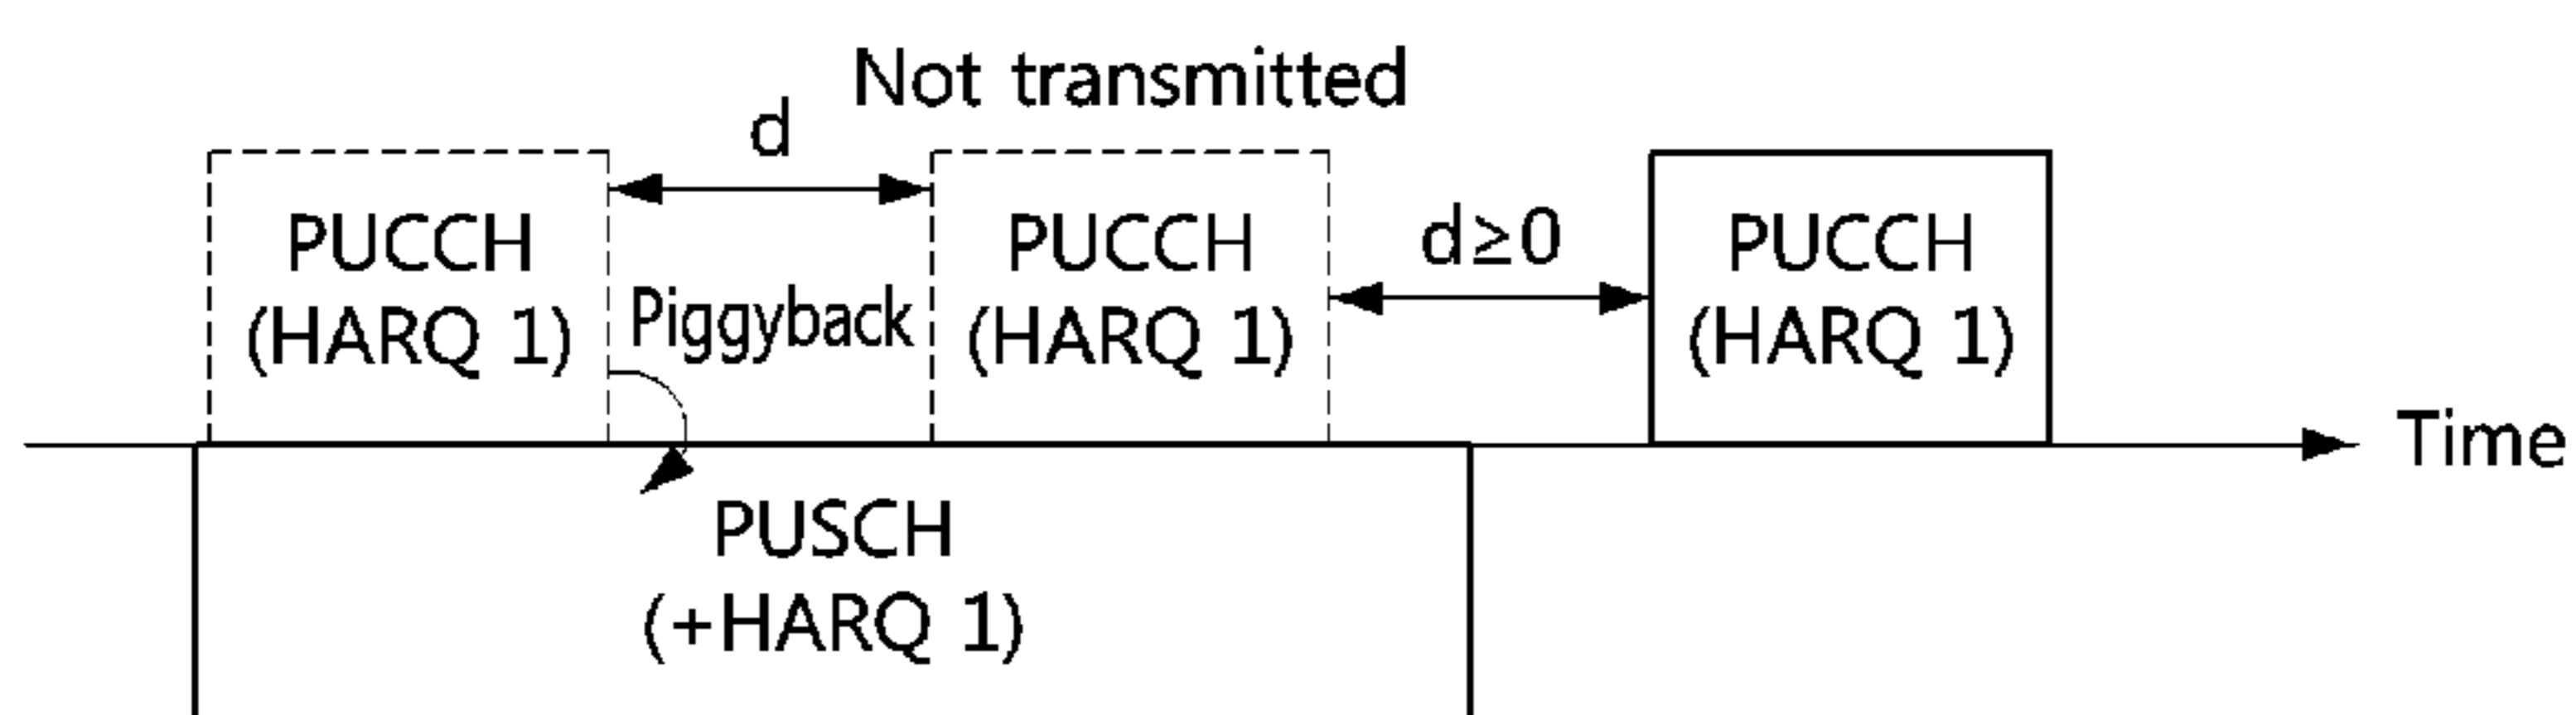 Not transmitted
d
PUCCH
(HARQ 1)
Piggyback
PUCCH
(HARQ 1)
d≥0
PUCCH
(HARQ 1)
Time
PUSCH
(+HARQ 1)